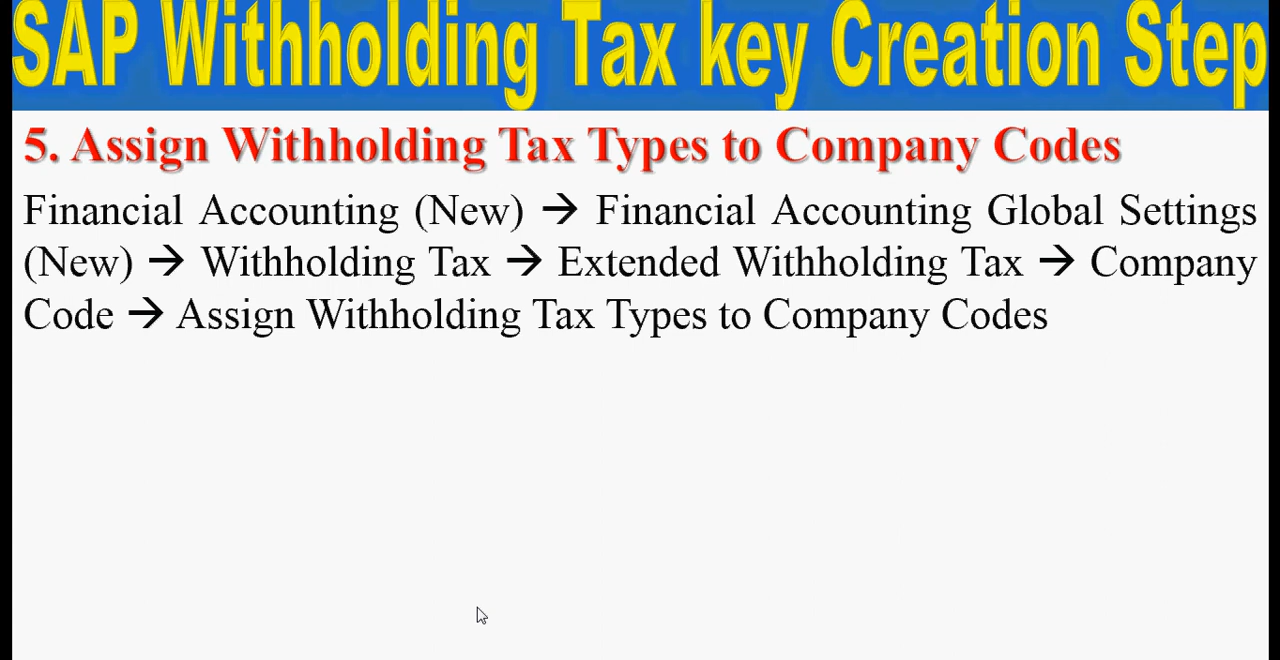 SAP Withholding Tax key Creation Step
5. Assign Withholding Tax Types to Company Codes
Financial Accounting (New) → Financial Accounting Global Settings
(New) → Withholding Tax → Extended Withholding Tax → Company
Code → Assign Withholding Tax Types to Company Codes